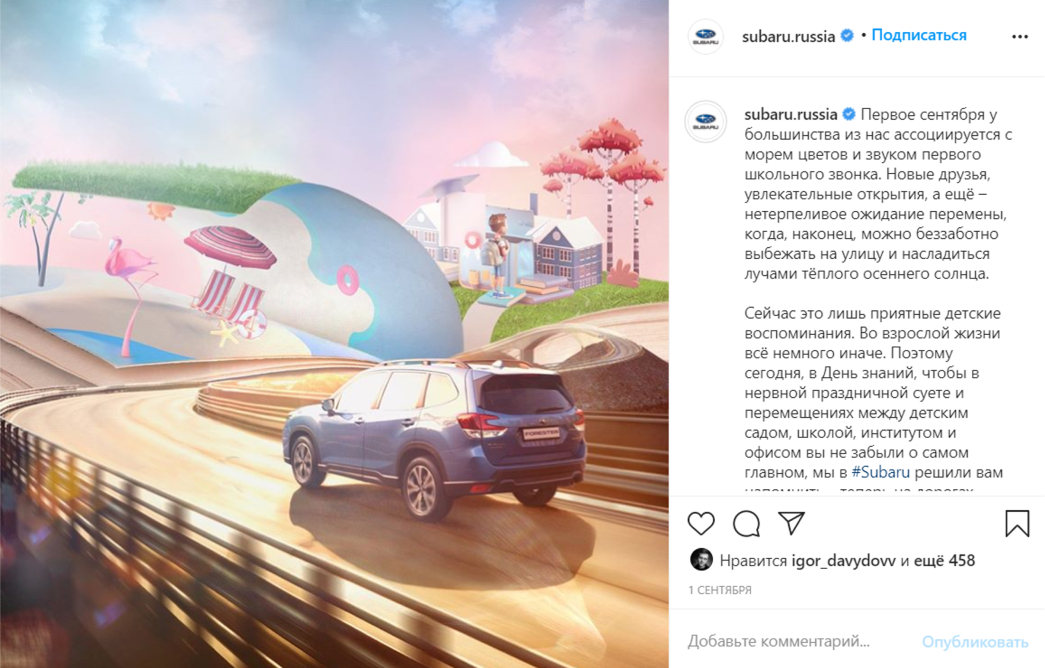 FORESTER
SUBARU
subaru.russia • Подписаться
SUBARU
subaru.russia Первое сентября у
большинства из нас ассоциируется с
морем цветов и звуком первого
школьного звонка. Новые друзья,
увлекательные открытия, а ещё –
нетерпеливое ожидание перемены,
когда, наконец, можно беззаботно
выбежать на улицу и насладиться
лучами тёплого осеннего солнца.
Сейчас это лишь приятные детские
воспоминания. Во взрослой жизни
всё немного иначе. Поэтому
сегодня, в День знаний, чтобы в
нервной праздничной суете и
перемещениях между детским
садом, школой, институтом и
офисом вы не забыли о самом
главном, мы в #Subaru решили вам
Нравится igor_davydovv и ещё 458
1 СЕНТЯБРЯ
Добавьте комментарий... Опубликовать